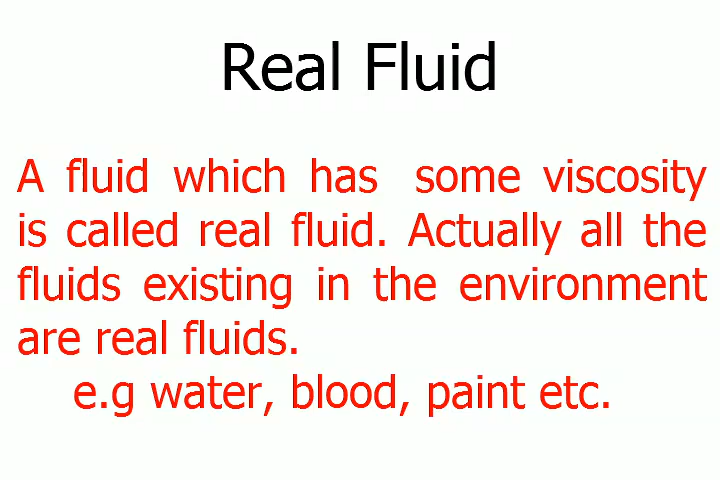 Real Fluid
A fluid which has some viscosity
is called real fluid. Actually all the
fluids existing in the environment
are real fluids.
e.g water, blood, paint etc.